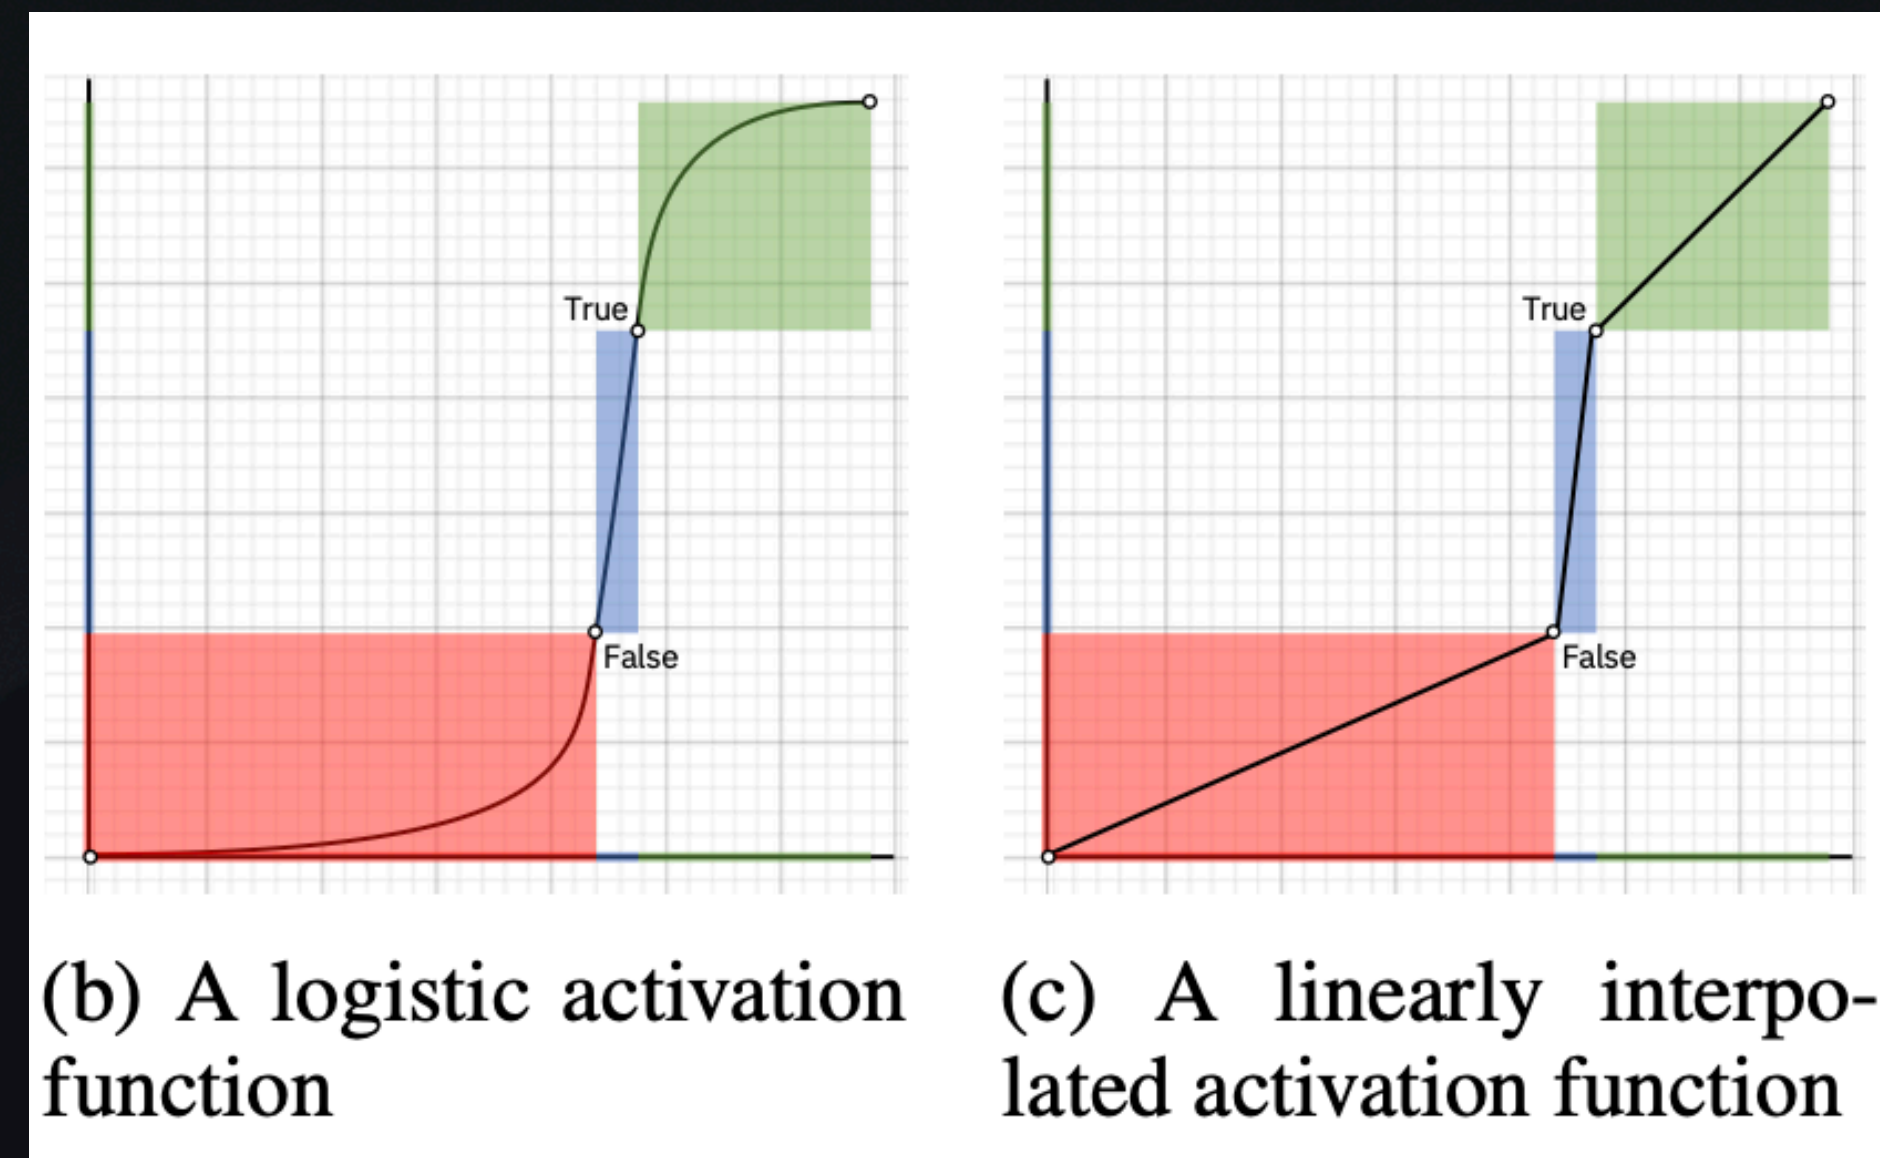 True
False
True
False
(b) A logistic activation
function
(c) A linearly interpo-
lated activation function